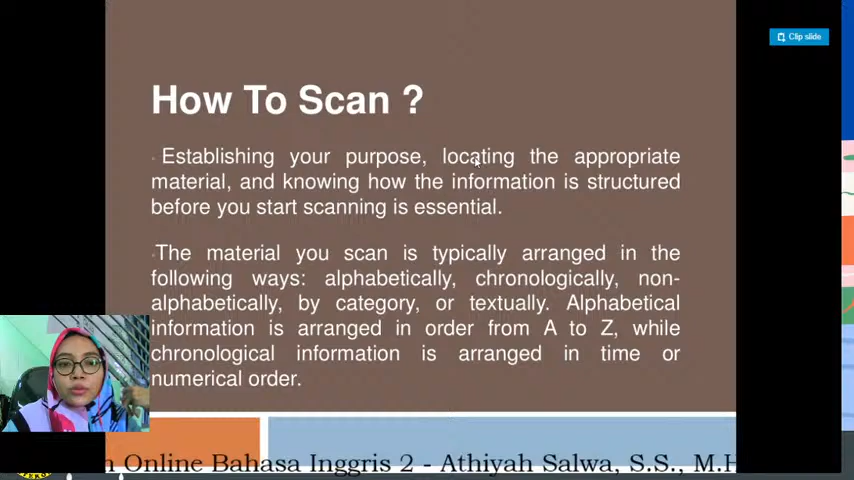 Clip slide
How To Scan ?
Establishing your purpose, locating the appropriate
material, and knowing how the information is structured
before you start scanning is essential.
The material you scan is typically arranged in the
following ways: alphabetically, chronologically, non-
alphabetically, by category, or textually. Alphabetical
information is arranged in order from A to Z, while
chronological information is arranged in time or
numerical order.
n Online Bahasa Inggris 2 - Athiyah Salwa, S.S., M.H